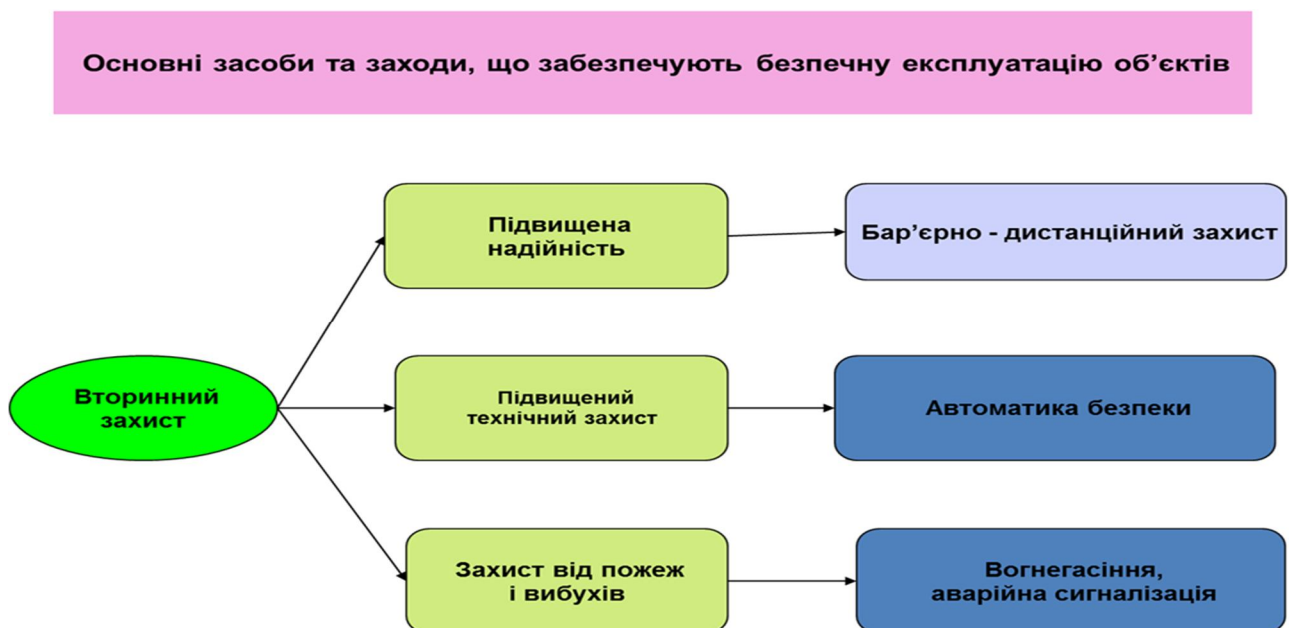 Основні засоби та заходи, що забезпечують безпечну експлуатацію об’єктів
Підвищена
надійність
Бар’єрно - дистанційний захист
Вторинний
захист
Підвищений
технічний захист
Автоматика безпеки
Захист від пожеж
і вибухів
Вогнегасіння,
аварійна сигналізація